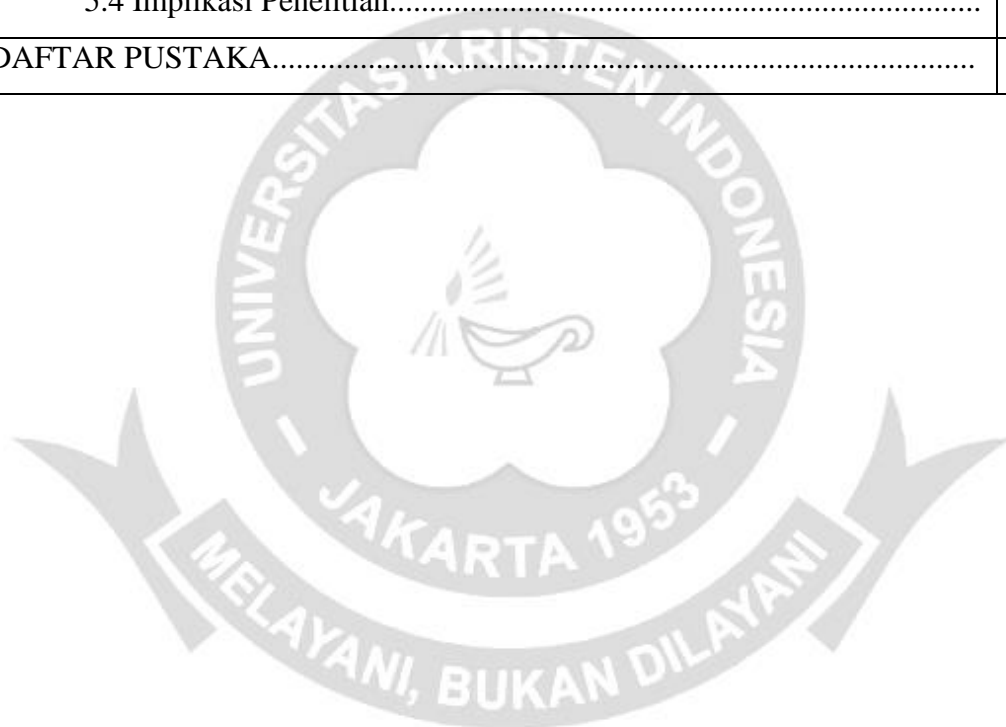 5.4 Implikasi Penelitian..........................................................................
DAFTAR PUSTAKA........................................................................................
UNIVERSITAS KRISTEN INDONESIA
- JAKARTA 1953 -
MELAYANI, BUKAN DILAYANI